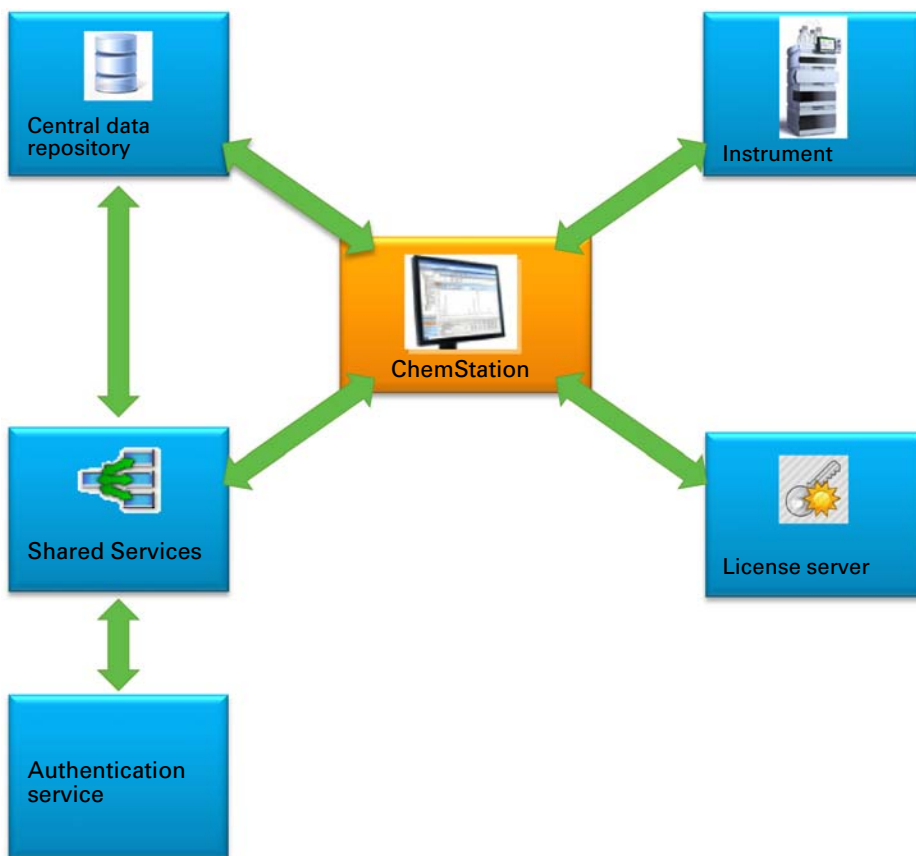 Central data
repository
Instrument
ChemStation
Shared Services
License server
Authentication
service